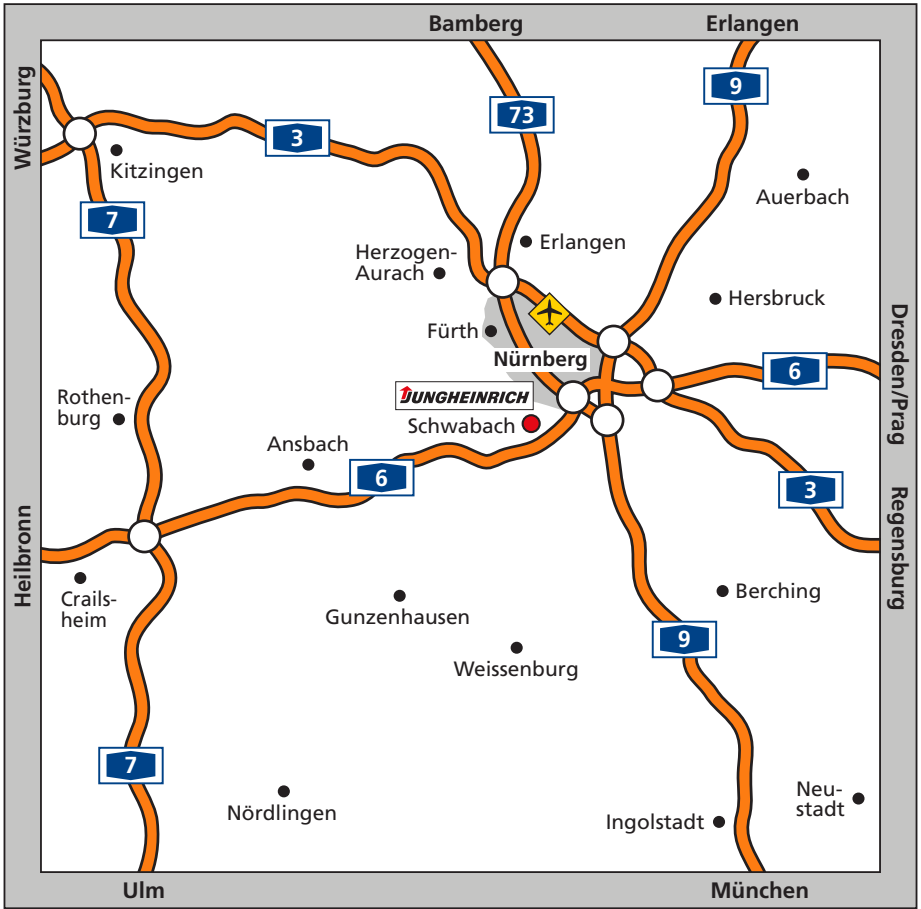 Bamberg
Erlangen
Würzburg
9
73
3
Kitzingen
Auerbach
7
Erlangen
Herzogen-
Aurach
Hersbruck
Fürth
Nürnberg
Dresden/Prag
6
JUNGHEINRICH
Rothen-
burg
Schwabach
Ansbach
6
3
Regensburg
Heilbronn
Crails-
heim
Gunzenhausen
Berching
9
Weissenburg
7
Nördlingen
Ingolstadt
Neu-
stadt
Ulm
München